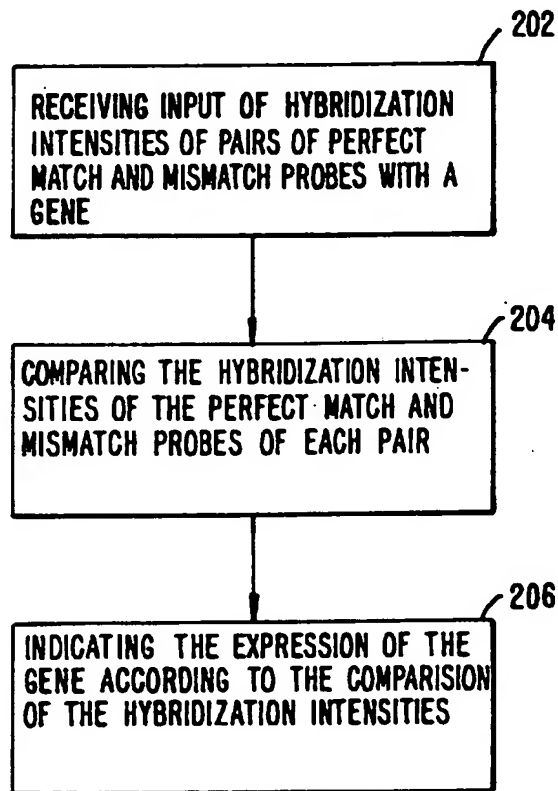 202
RECEIVING INPUT OF HYBRIDIZATION
INTENSITIES OF PAIRS OF PERFECT
MATCH AND MISMATCH PROBES WITH A
GENE
204
COMPARING THE HYBRIDIZATION INTEN-
SITIES OF THE PERFECT MATCH AND
MISMATCH PROBES OF EACH PAIR
206
INDICATING THE EXPRESSION OF THE
GENE ACCORDING TO THE COMPARISION
OF THE HYBRIDIZATION INTENSITIES